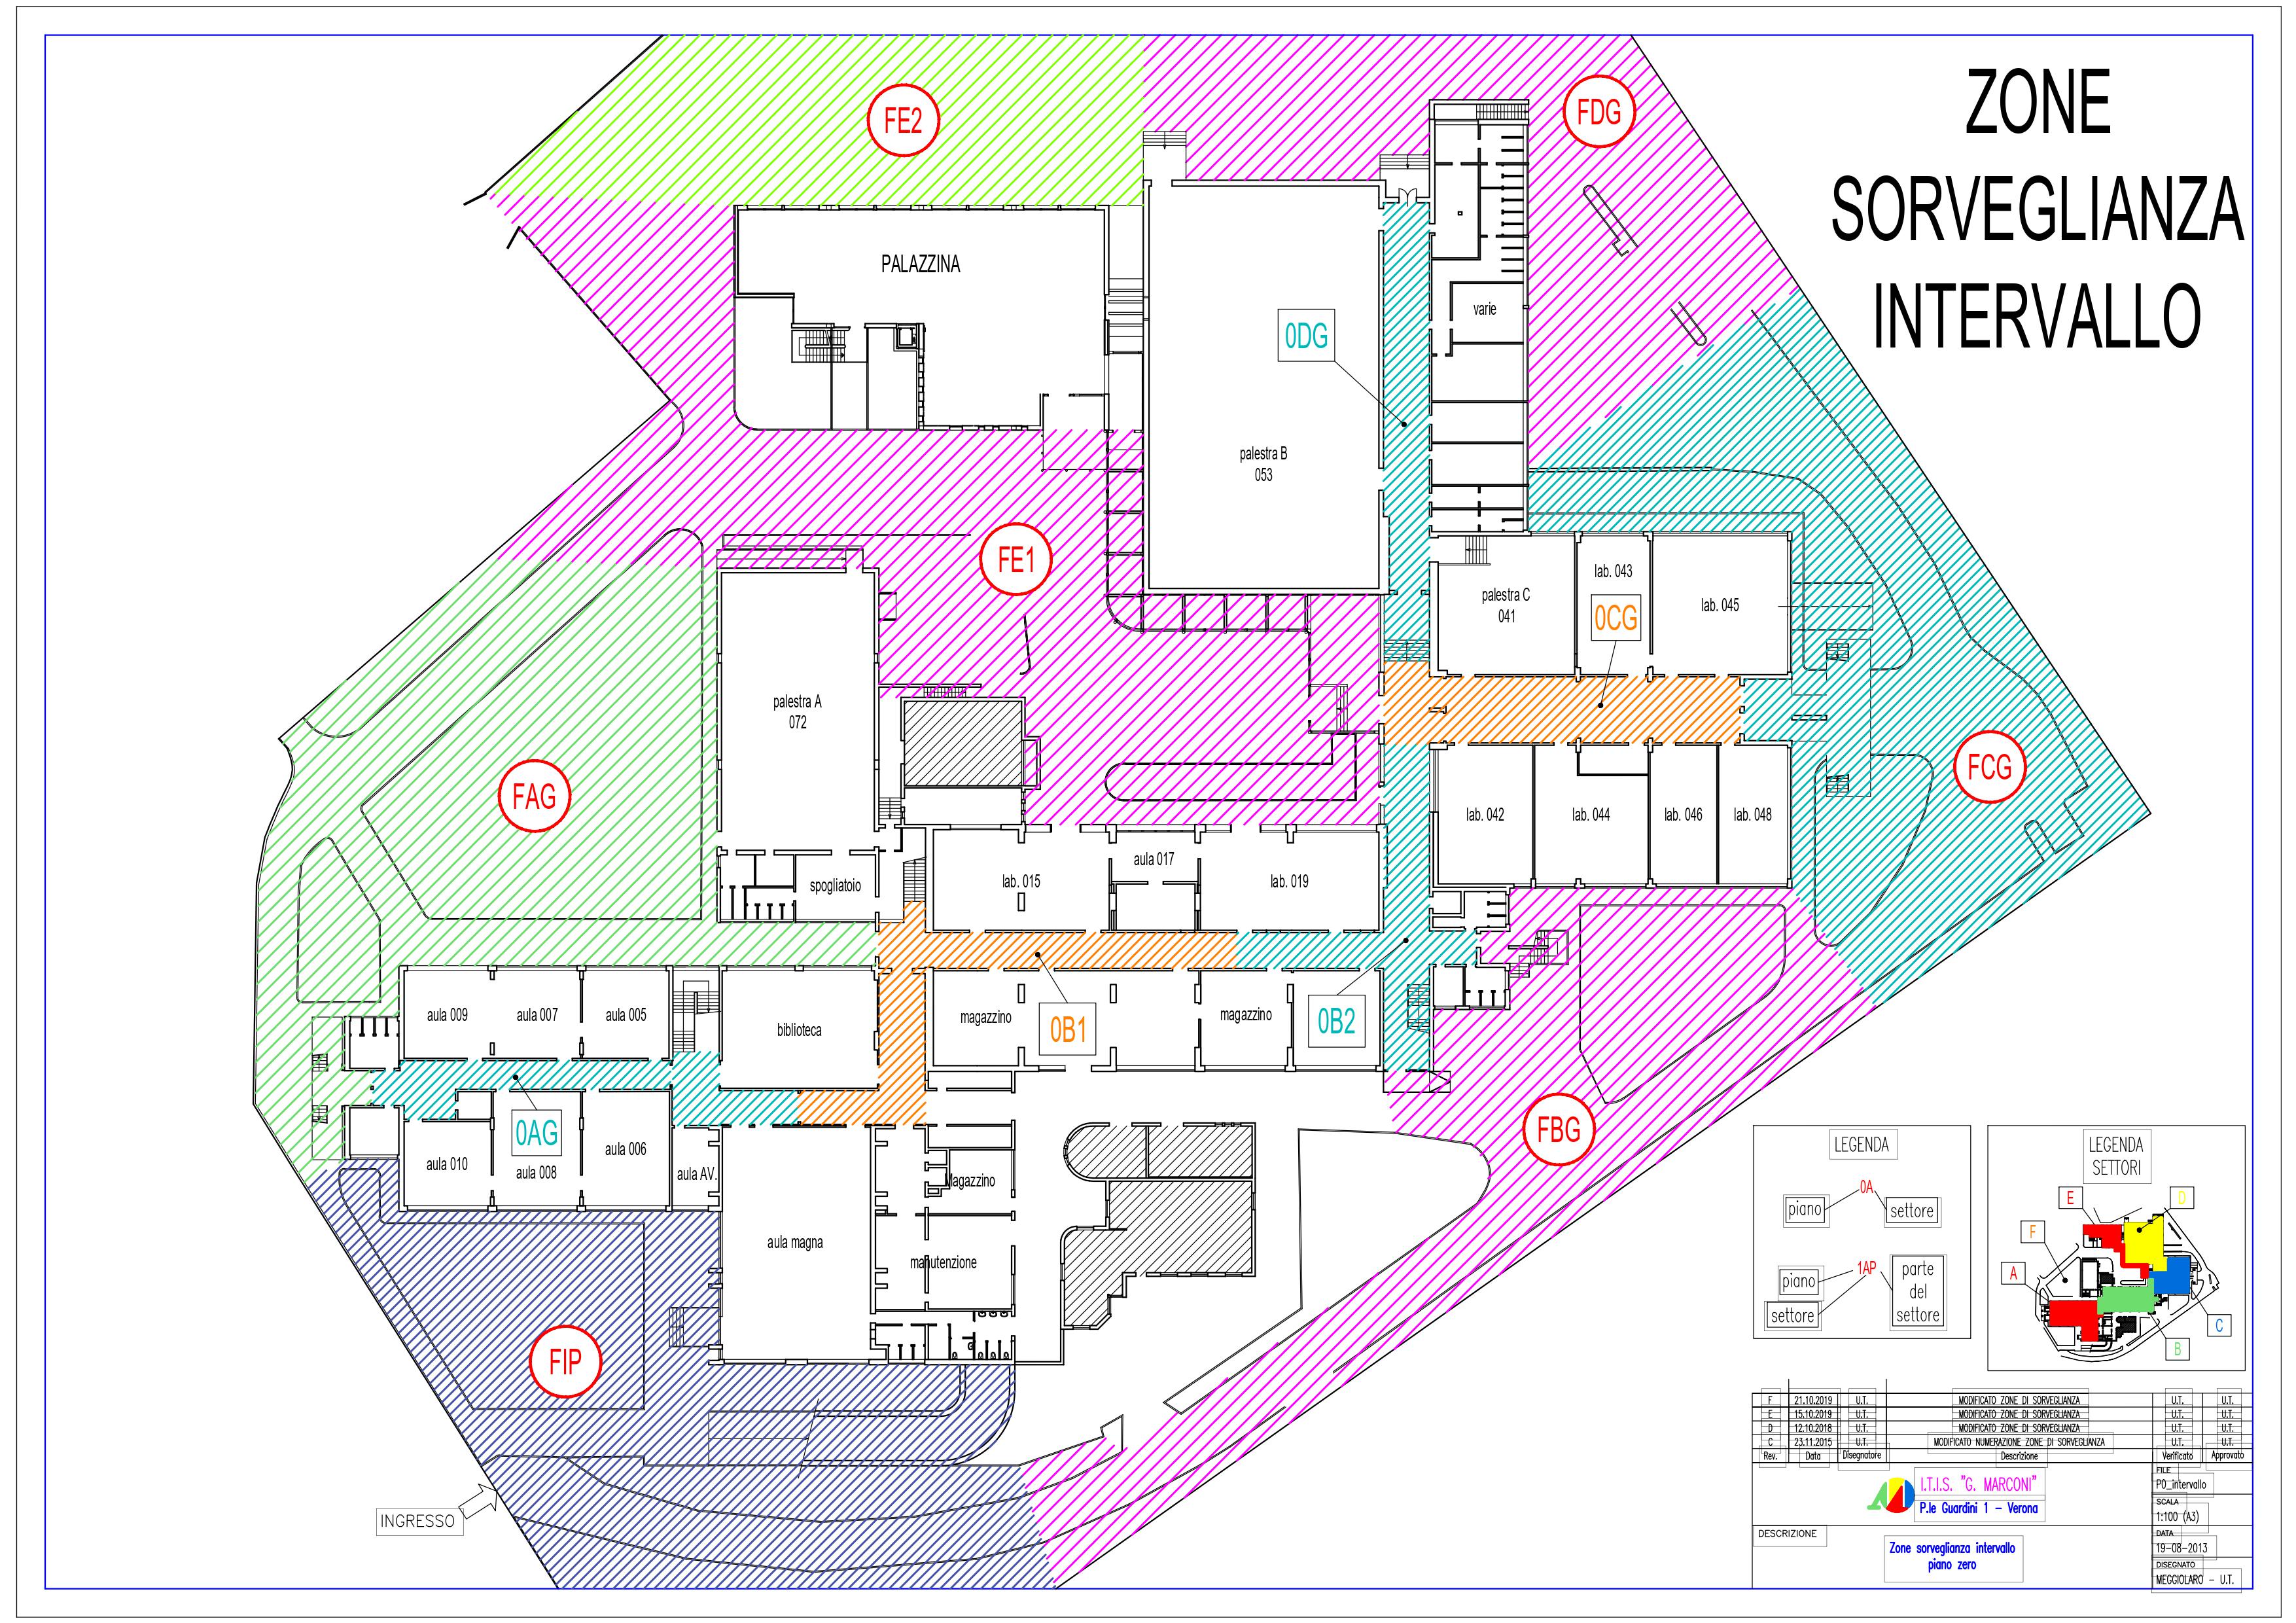 ZONE
SORVEGLIANZA
INTERVALLO
FE2
FDG
PALAZZINA
varie
0DG
palestra B
053
FE1
lab. 043
palestra C
041
lab. 045
0CG
palestra A
072
FAG
FCG
lab. 042
lab. 044
lab. 046
lab. 048
aula 017
lab. 015
lab. 019
spogliatoio
aula 009
aula 007
aula 005
biblioteca
magazzino
0B1
magazzino
0B2
0AG
FBG
aula 010
aula 008
aula 006
aula AV.
Magazzino
aula magna
manutenzione
FIP
INGRESSO
LEGENDA
0A
piano
settore
1AP
piano
settore
parte
del
settore
LEGENDA
SETTORI
E
D
F
A
C
B
F 21.10.2019 U.T. MODIFICATO ZONE DI SORVEGLIANZA U.T. U.T.
E 15.10.2019 U.T. MODIFICATO ZONE DI SORVEGLIANZA U.T. U.T.
D 12.10.2018 U.T. MODIFICATO ZONE DI SORVEGLIANZA U.T. U.T.
C 23.11.2015 U.T. MODIFICATO NUMERAZIONE ZONE DI SORVEGLIANZA U.T. U.T.
Rev. Data Disegnatore Descrizione Verificato Approvato
I.T.I.S. "G. MARCONI"
P.le Guardini 1 - Verona
FILE
P0_intervallo
SCALA
1:100 (A3)
DESCRIZIONE
Zone sorveglianza intervallo
piano zero
DATA
19-08-2013
DISEGNATO
MEGGIOLARO - U.T.